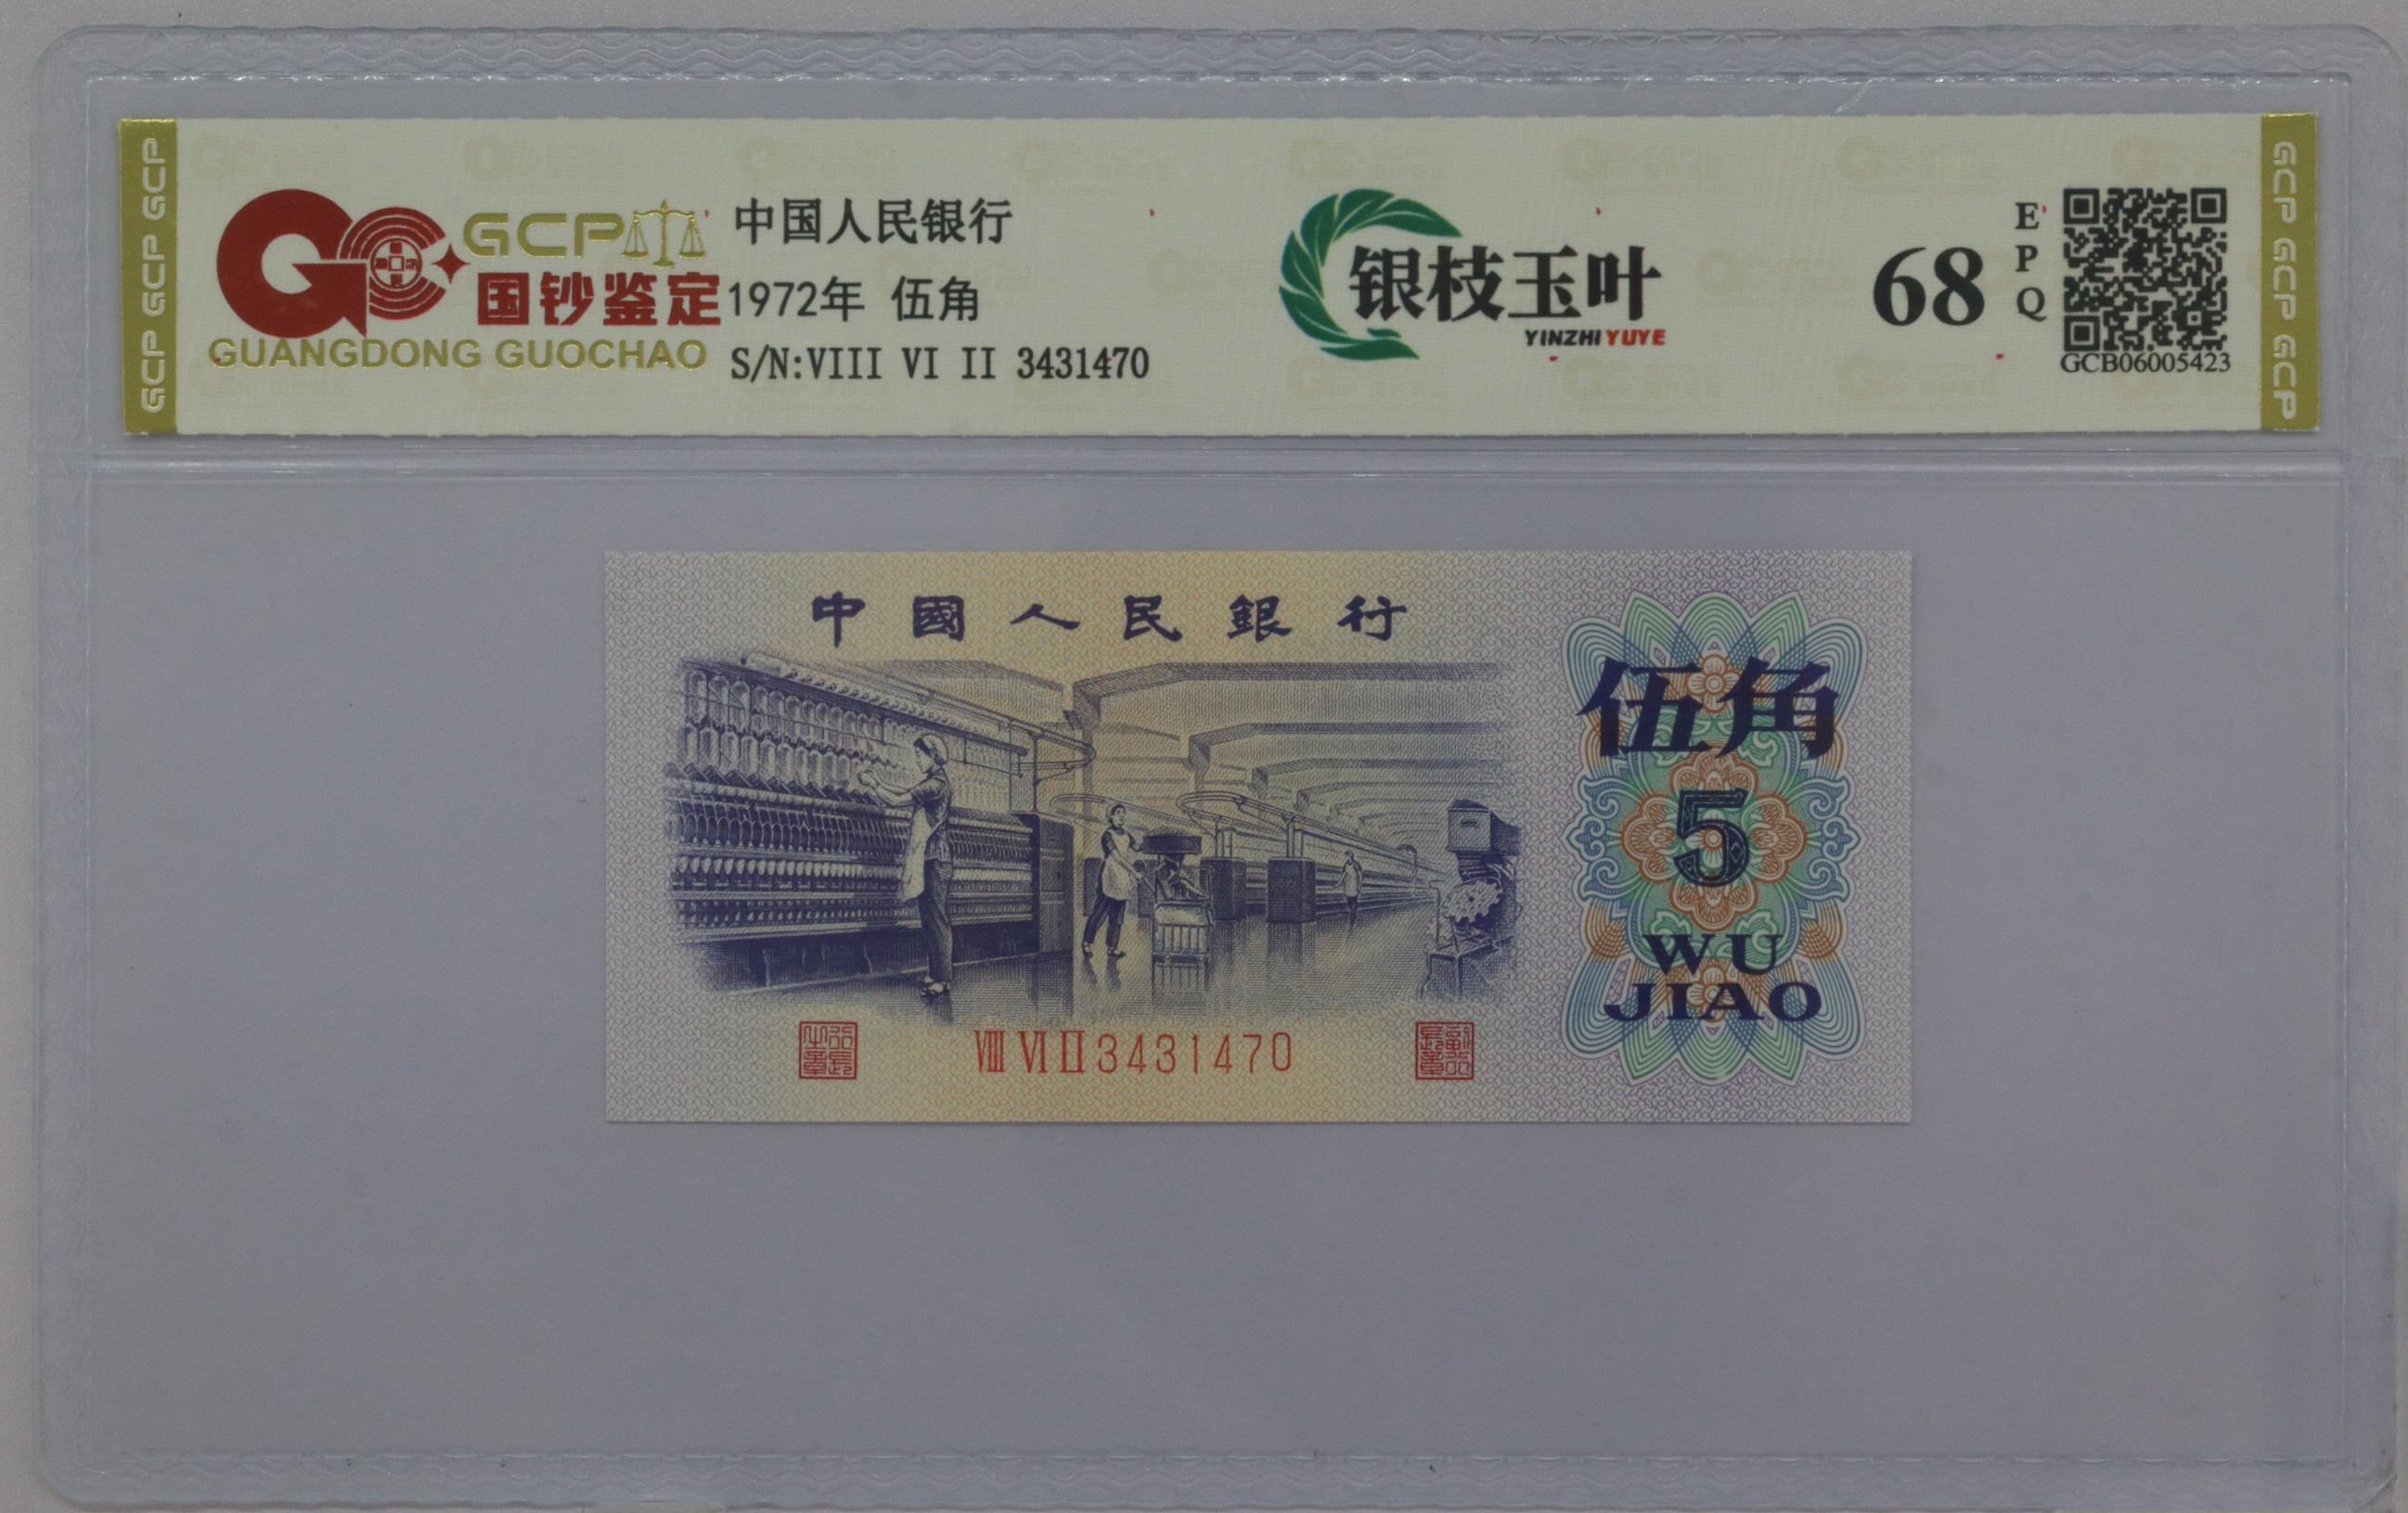 GCP GCP GCP
GCP
国钞鉴定
GUANGDONG GUOCHAO
中国人民银行
1972年 伍角
S/N:VIII VI II 3431470
银枝玉叶
YINZHI YUYE
68
EPQ
GCB06005423
GCP GCP GCP
中國人民銀行
伍角
5
WU
JIAO
VIII VI II 3431470